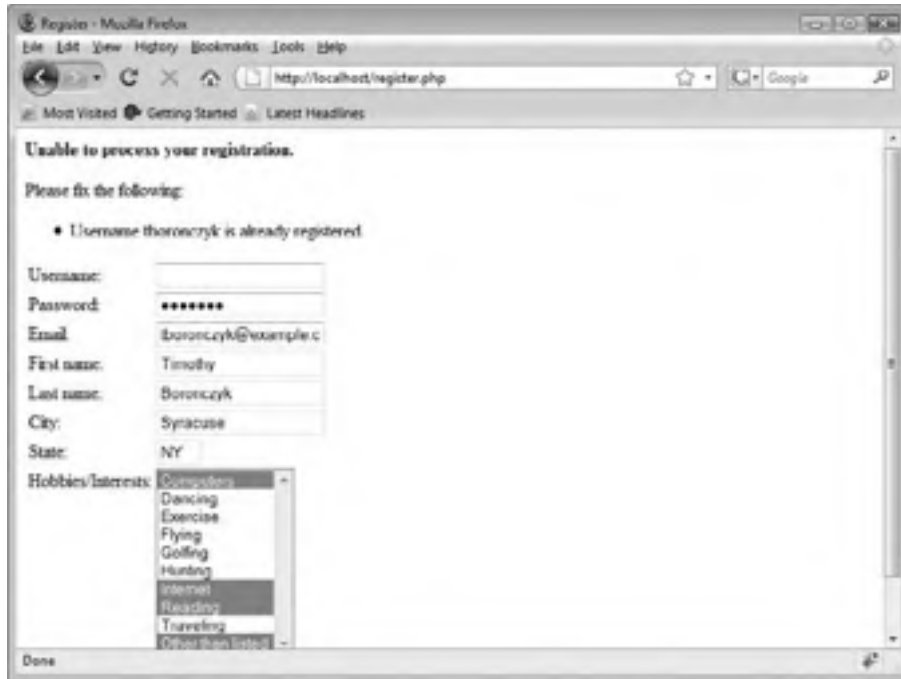 Register - Mozilla Firefox
File Edit View History Bookmarks Tools Help
http://localhost/register.php
Google
Most Visited Getting Started Latest Headlines
Unable to process your registration.
Please fix the following:
• Username tboronczyk is already registered.
Username:
Password: •••••••
Email: tboronczyk@example.c
First name: Timothy
Last name: Boronczyk
City: Syracuse
State: NY
Hobbies/Interests: Computers
Dancing
Exercise
Flying
Golfing
Hunting
Internet
Reading
Traveling
Other than listed
Done